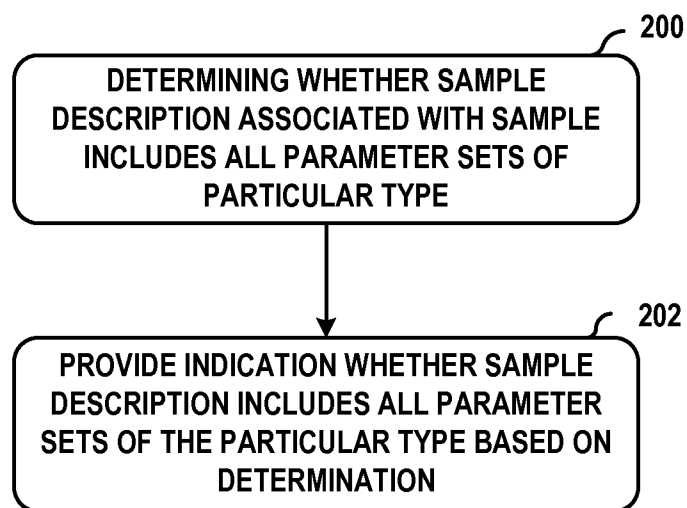 200
DETERMINING WHETHER SAMPLE
DESCRIPTION ASSOCIATED WITH SAMPLE
INCLUDES ALL PARAMETER SETS OF
PARTICULAR TYPE
202
PROVIDE INDICATION WHETHER SAMPLE
DESCRIPTION INCLUDES ALL PARAMETER
SETS OF THE PARTICULAR TYPE BASED ON
DETERMINATION